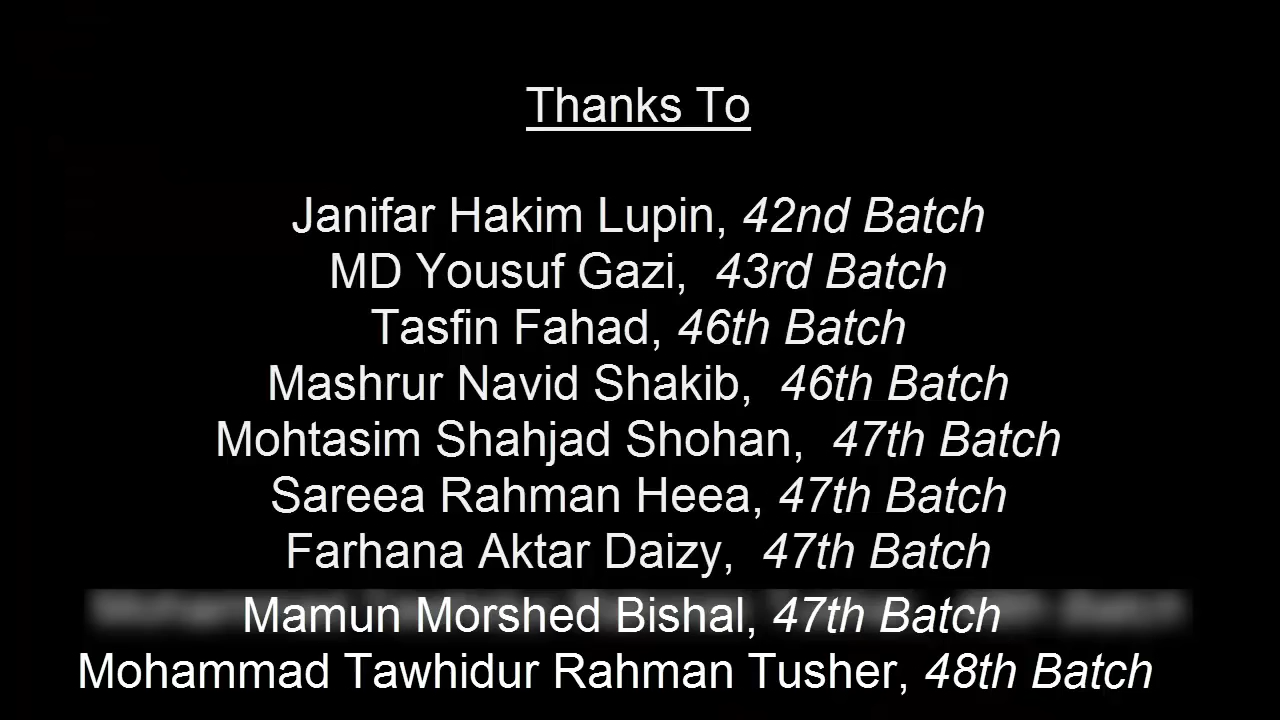 Thanks To
Janifar Hakim Lupin, 42nd Batch
MD Yousuf Gazi, 43rd Batch
Tasfin Fahad, 46th Batch
Mashrur Navid Shakib, 46th Batch
Mohtasim Shahjad Shohan, 47th Batch
Sareea Rahman Heea, 47th Batch
Farhana Aktar Daizy, 47th Batch
Mamun Morshed Bishal, 47th Batch
Mohammad Tawhidur Rahman Tusher, 48th Batch